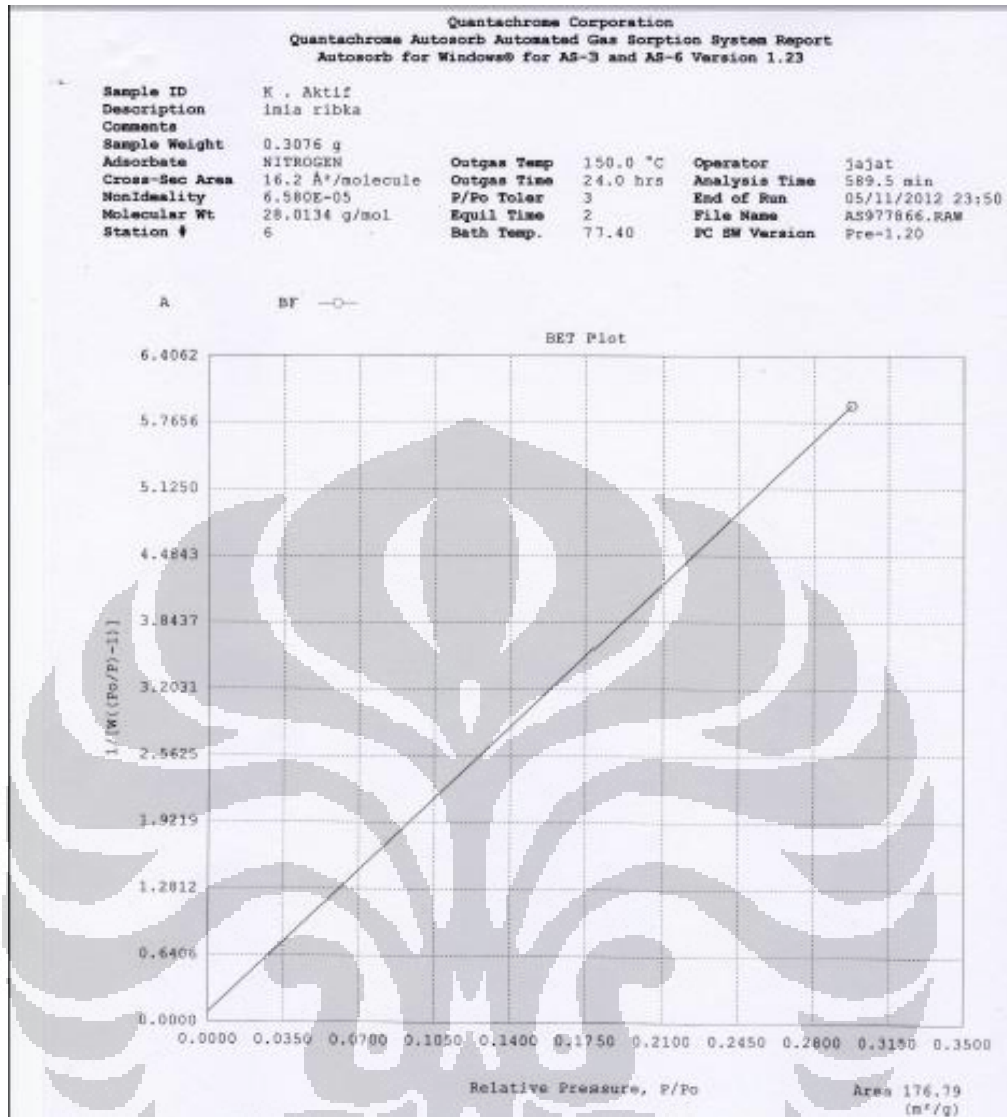 Quantachrome Corporation
Quantachrome Autosorb Automated Gas Sorption System Report
Autosorb for Windows® for AS-3 and AS-6 Version 1.23
Sample ID K . Aktif
Description inia ribka
Comments
Sample Weight 0.3076 g
Adsorbate NITROGEN Outgas Temp 150.0 °C Operator jajat
Cross-Sec Area 16.2 Å²/molecule Outgas Time 24.0 hrs Analysis Time 589.5 min
NonIdeality 6.580E-05 P/Po Toler 3 End of Run 05/11/2012 23:50
Molecular Wt 28.0134 g/mol Equil Time 2 File Name AS977866.RAW
Station # 6 Bath Temp. 77.40 PC SW Version Pre-1.20
A BF
BET Plot
6.4062
5.7656
5.1250
4.4843
3.8437
3.2031
2.5625
1.9219
1.2812
0.6406
0.0000
1/[W((Po/P)-1)]
0.0000 0.0350 0.0700 0.1050 0.1400 0.1750 0.2100 0.2450 0.2800 0.3150 0.3500
Relative Pressure, P/Po
Area 176.79
(m²/g)